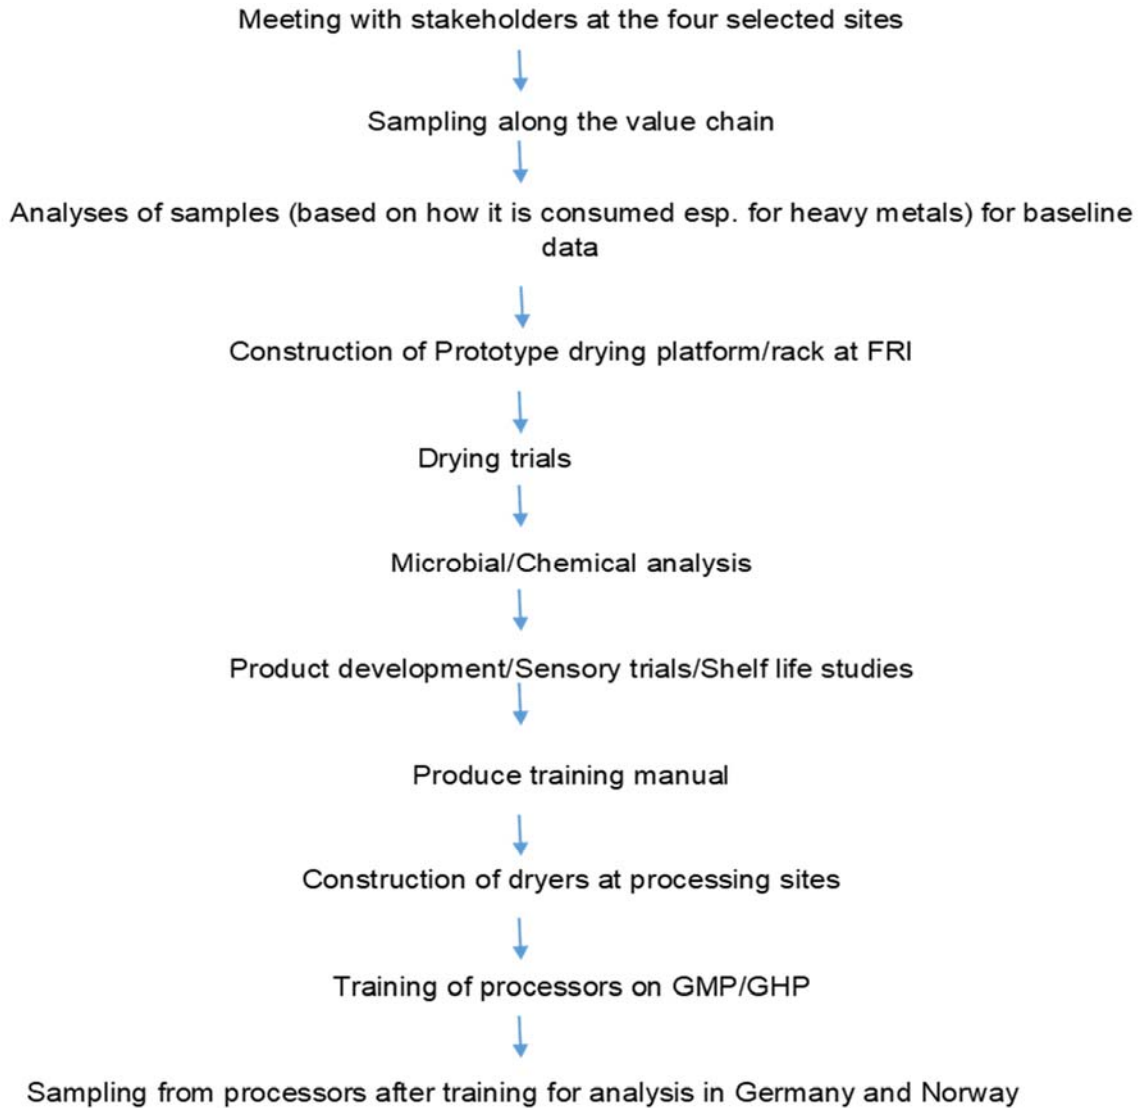 Meeting with stakeholders at the four selected sites
Sampling along the value chain
Analyses of samples (based on how it is consumed esp. for heavy metals) for baseline
data
Construction of Prototype drying platform/rack at FRI
Drying trials
Microbial/Chemical analysis
Product development/Sensory trials/Shelf life studies
Produce training manual
Construction of dryers at processing sites
Training of processors on GMP/GHP
Sampling from processors after training for analysis in Germany and Norway